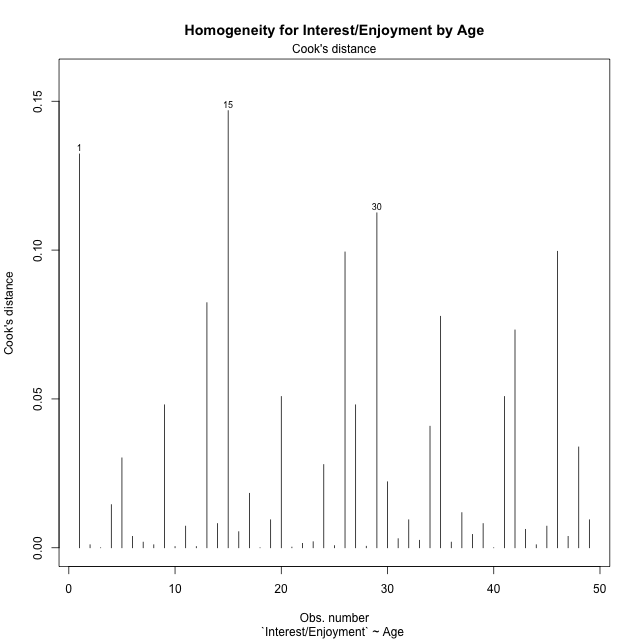 Homogeneity for Interest/Enjoyment by Age
Cook's distance
Cook's distance
0.15
0.10
0.05
0.00
1
15
30
0 10 20 30 40 50
Obs. number
`Interest/Enjoyment` ~ Age